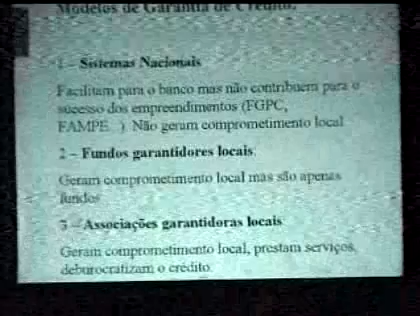 Modelos de Garantia de Crédito.
1 – Sistemas Nacionais
Facilitam para o banco mas não contribuem para o
sucesso dos empreendimentos (FGPC,
FAMPE...). Não geram comprometimento local
2 – Fundos garantidores locais.
Geram comprometimento local mas são apenas
fundos
3 – Associações garantidoras locais
Geram comprometimento local, prestam serviços,
deburocratizam o crédito.